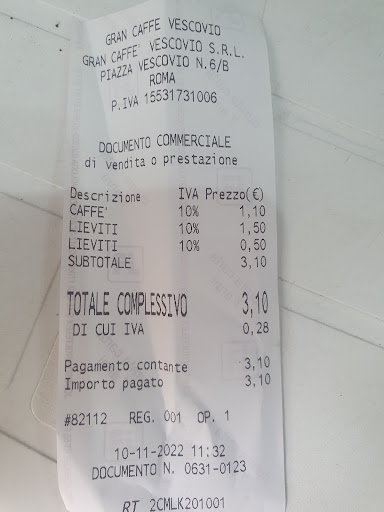 GRAN CAFFE VESCOVIO
GRAN CAFFE' VESCOVIO S.R.L.
PIAZZA VESCOVIO N.6/B
ROMA
P.IVA 15531731006
DOCUMENTO COMMERCIALE
di vendita o prestazione
Descrizione IVA Prezzo(€)
CAFFE' 10% 1,10
LIEVITI 10% 1,50
LIEVITI 10% 0,50
SUBTOTALE 3,10
TOTALE COMPLESSIVO 3,10
DI CUI IVA 0,28
Pagamento contante 3,10
Importo pagato 3,10
#82112 REG. 001 OP. 1
10-11-2022 11:32
DOCUMENTO N. 0631-0123
RT 2CMLK201001